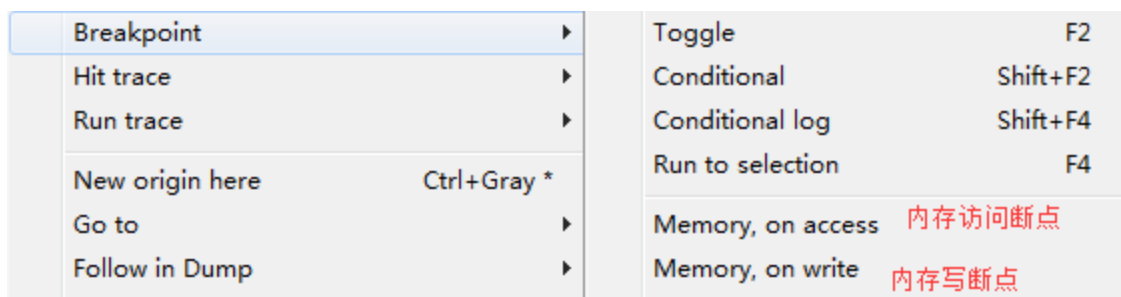 Breakpoint
Hit trace
Run trace
New origin here Ctrl+Gray *
Go to
Follow in Dump
Toggle F2
Conditional Shift+F2
Conditional log Shift+F4
Run to selection F4
Memory, on access 内存访问断点
Memory, on write 内存写断点